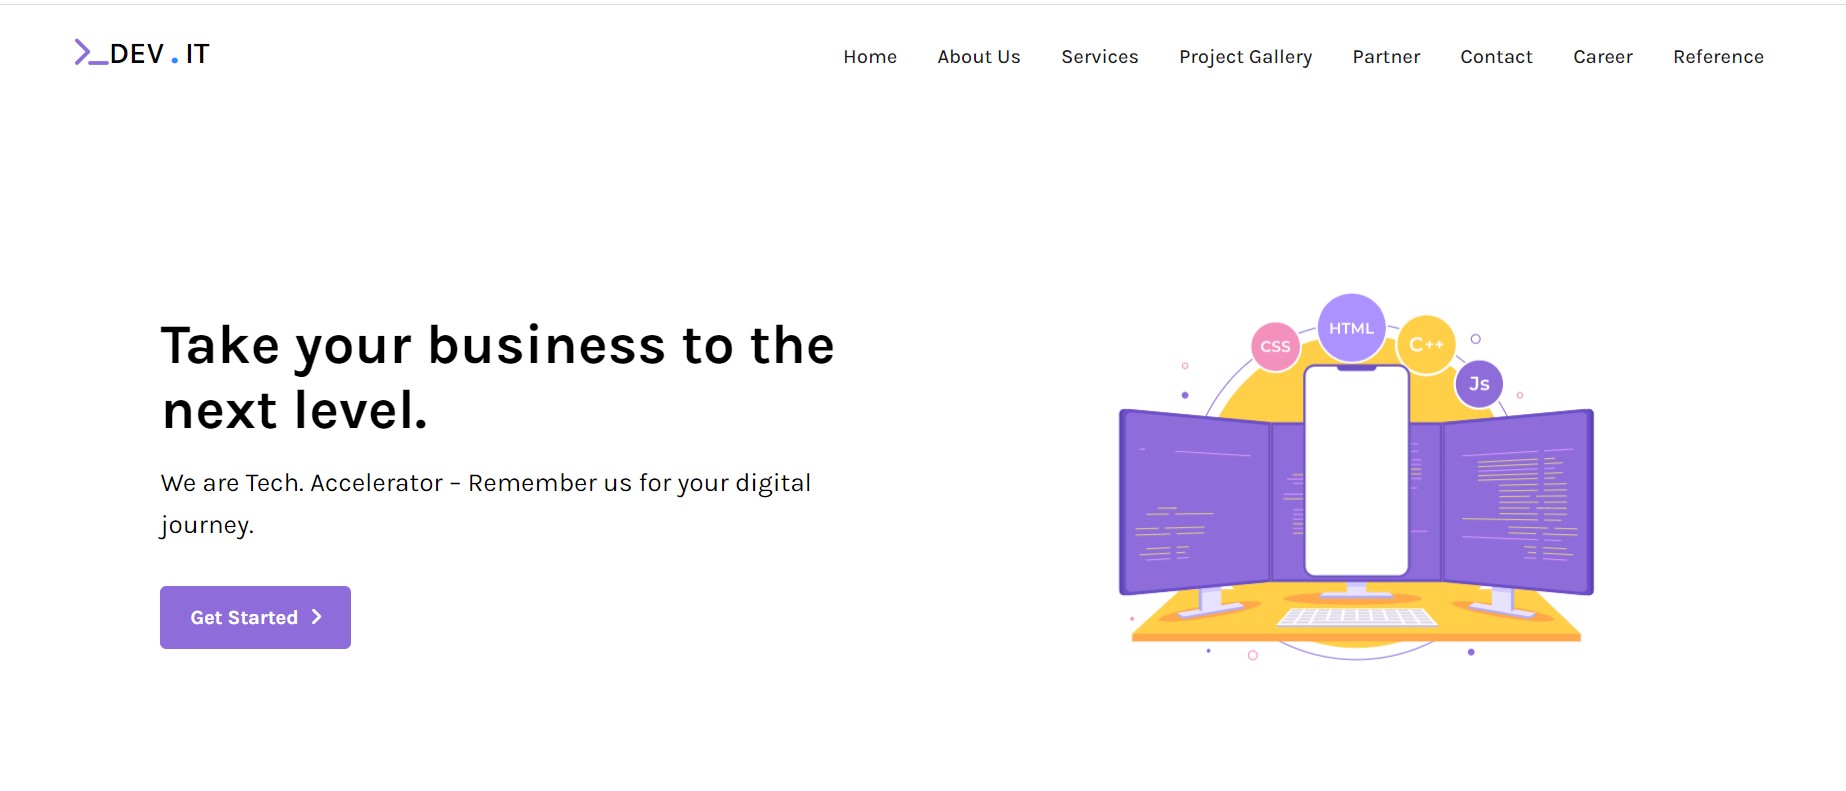 >_DEV.IT
Home About Us Services Project Gallery Partner Contact Career Reference
Take your business to the
next level.
We are Tech. Accelerator – Remember us for your digital
journey.
Get Started
CSS
HTML
C++
Js